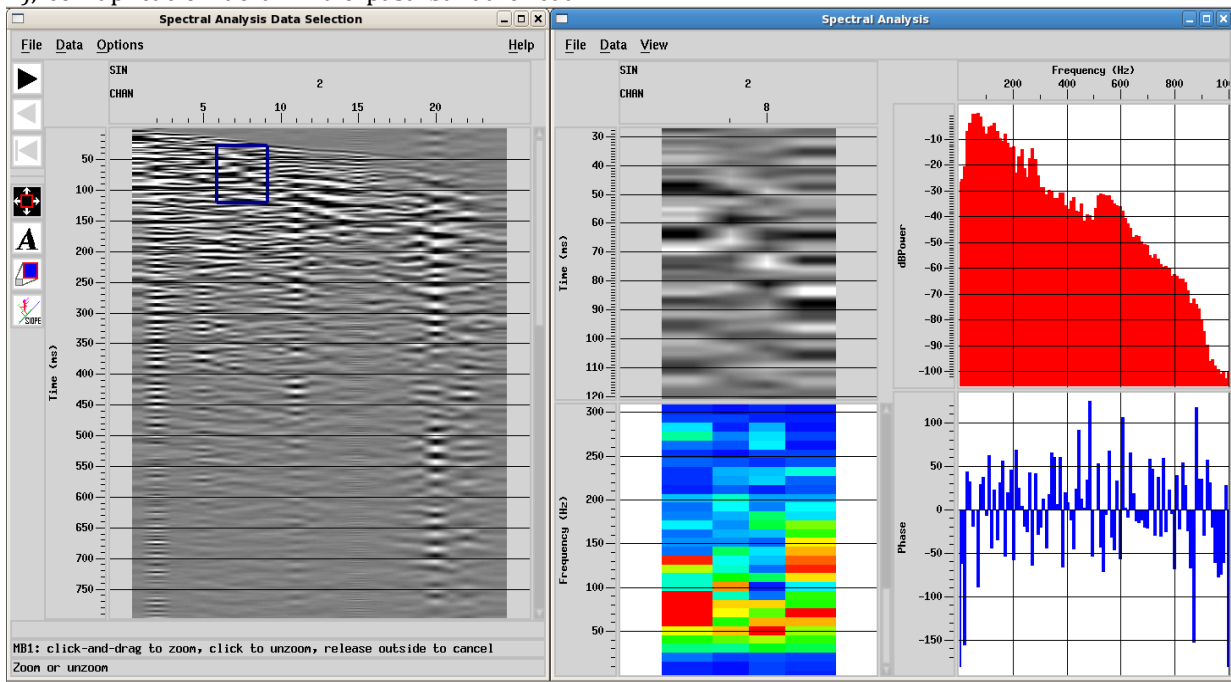 Spectral Analysis Data Selection
File Data Options Help
SIN
2
CHAN
5 10 15 20
50
100
150
200
250
300
350
400
450
500
550
600
650
700
750
Time (ms)
A
SLOPE
MB1: click-and-drag to zoom, click to unzoom, release outside to cancel
Zoom or unzoom
Spectral Analysis
File Data View
SIN
2
CHAN
8
30
40
50
60
70
80
90
100
110
120
Time (ms)
300
250
200
150
100
50
Frequency (Hz)
Frequency (Hz)
200 400 600 800 100
-10
-20
-30
-40
-50
-60
-70
-80
-90
-100
dBPower
100
50
0
-50
-100
-150
Phase